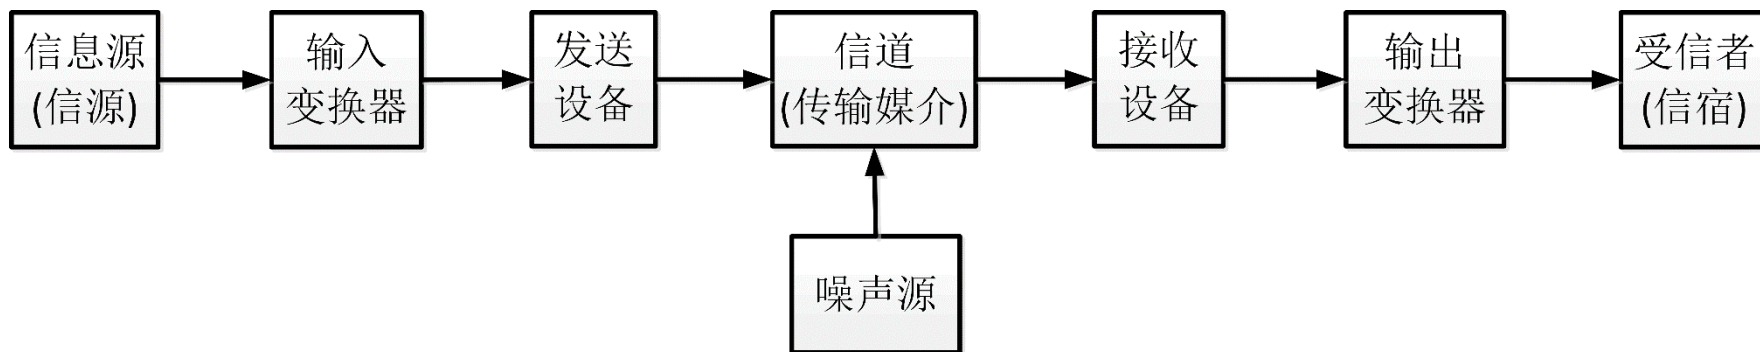 信息源
(信源)
输入
变换器
发送
设备
信道
(传输媒介)
接收
设备
输出
变换器
受信者
(信宿)
噪声源